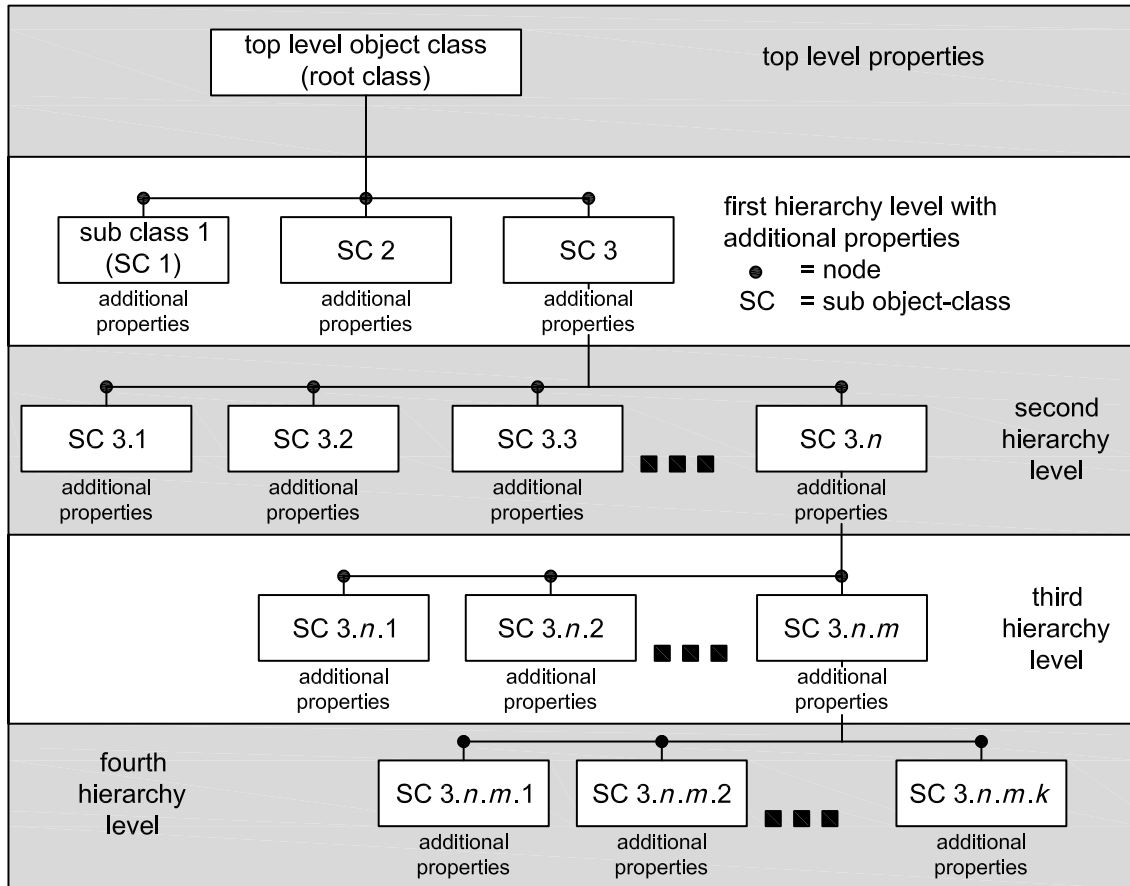 top level object class
(root class)
top level properties
sub class 1
(SC 1)
SC 2
SC 3
additional
properties
additional
properties
additional
properties
first hierarchy level with
additional properties
= node
SC = sub object-class
SC 3.1
SC 3.2
SC 3.3
SC 3.n
additional
properties
additional
properties
additional
properties
additional
properties
second
hierarchy
level
SC 3.n.1
SC 3.n.2
SC 3.n.m
additional
properties
additional
properties
additional
properties
third
hierarchy
level
fourth
hierarchy
level
SC 3.n.m.1
SC 3.n.m.2
SC 3.n.m.k
additional
properties
additional
properties
additional
properties